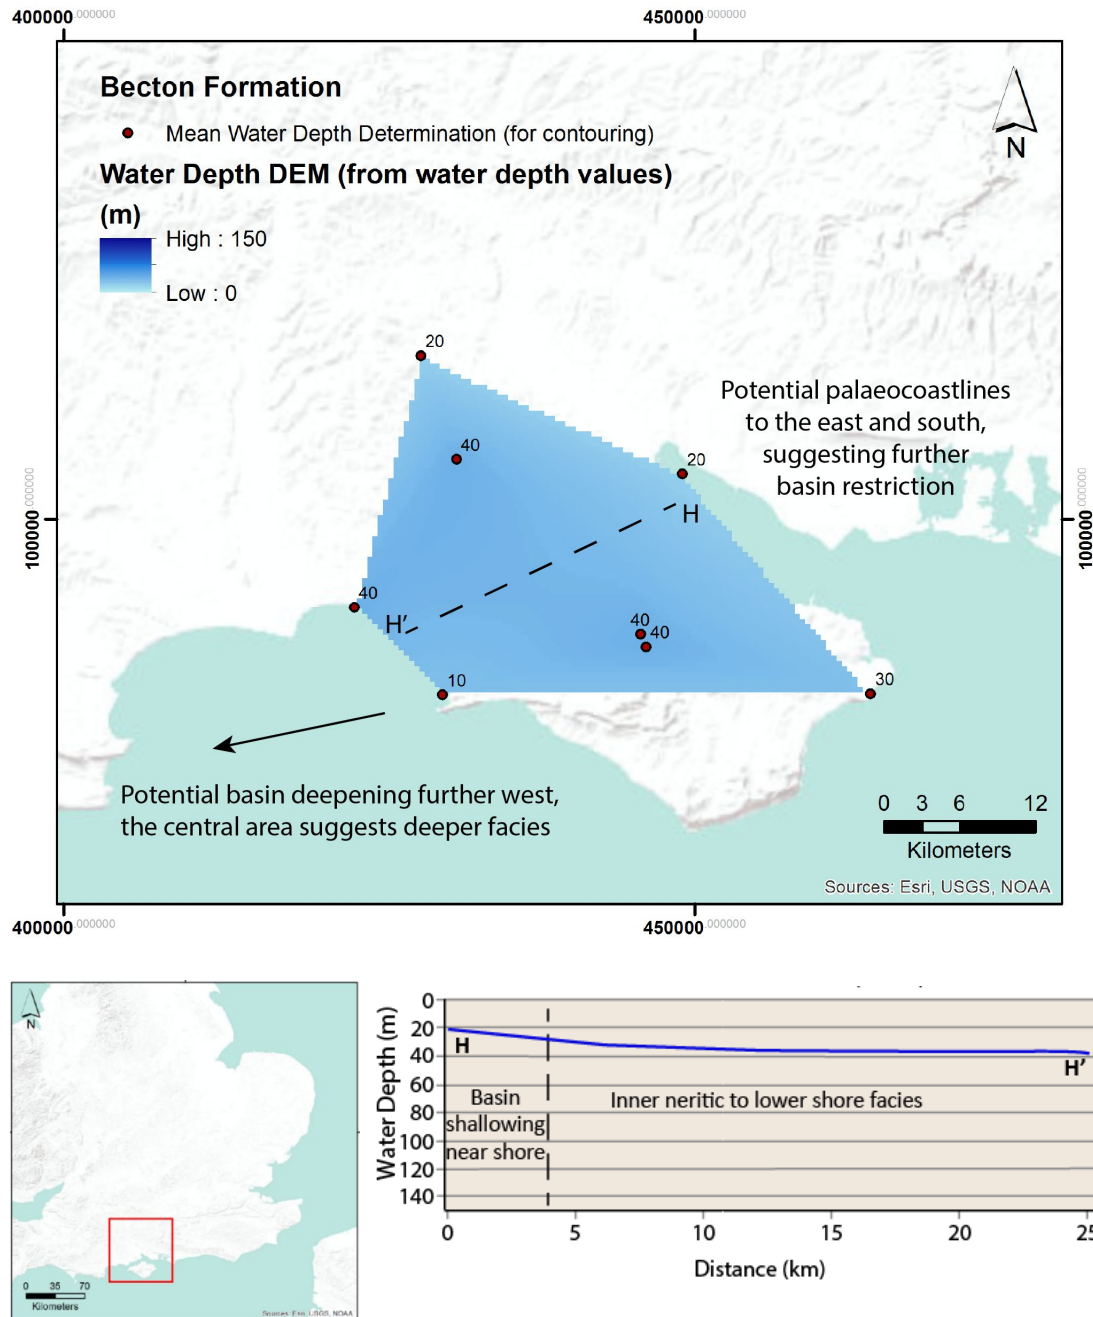 400000.000000
450000.000000
Becton Formation
Mean Water Depth Determination (for contouring)
Water Depth DEM (from water depth values)
(m)
High : 150
Low : 0
N
20
40
20
Potential palaeocoastlines
to the east and south,
suggesting further
basin restriction
H
100000.000000
100000.000000
40
H'
40
40
10
30
Potential basin deepening further west,
the central area suggests deeper facies
0 3 6 12
Kilometers
Sources: Esri, USGS, NOAA
400000.000000
450000.000000
N
0 35 70
Kilometers
Sources: Esri, USGS, NOAA
Water Depth (m)
0
20
40
60
80
100
120
140
H
H'
Basin
shallowing
near shore
Inner neritic to lower shore facies
0 5 10 15 20 25
Distance (km)